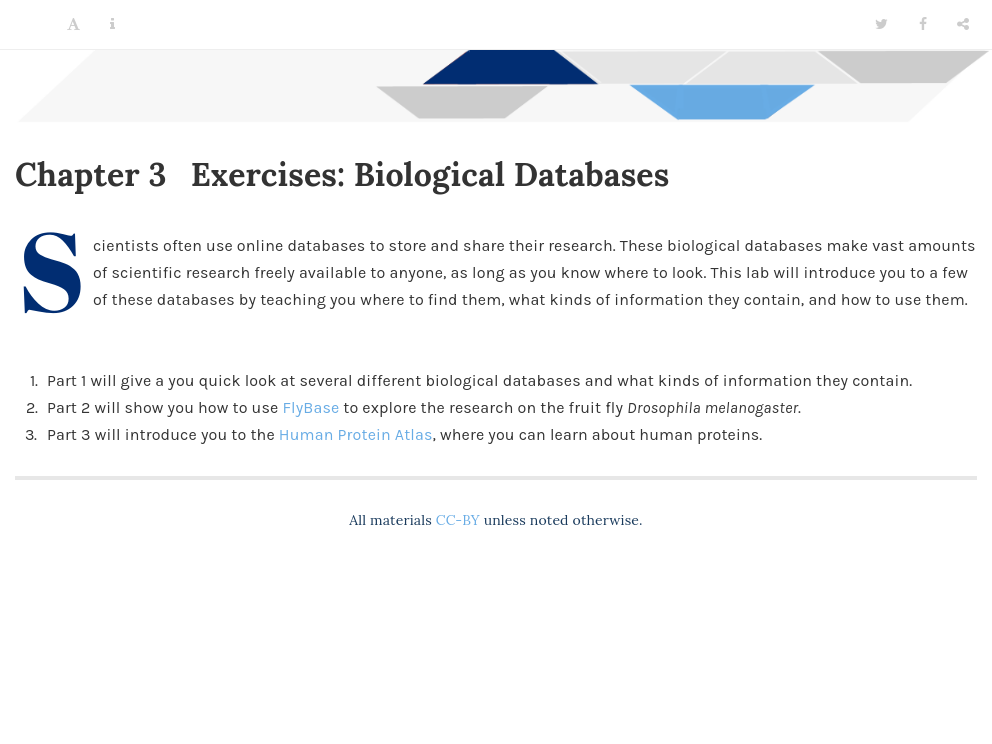 A
Chapter 3 Exercises: Biological Databases
Scientists often use online databases to store and share their research. These biological databases make vast amounts
of scientific research freely available to anyone, as long as you know where to look. This lab will introduce you to a few
of these databases by teaching you where to find them, what kinds of information they contain, and how to use them.
1. Part 1 will give a you quick look at several different biological databases and what kinds of information they contain.
2. Part 2 will show you how to use FlyBase to explore the research on the fruit fly Drosophila melanogaster.
3. Part 3 will introduce you to the Human Protein Atlas, where you can learn about human proteins.
All materials CC-BY unless noted otherwise.